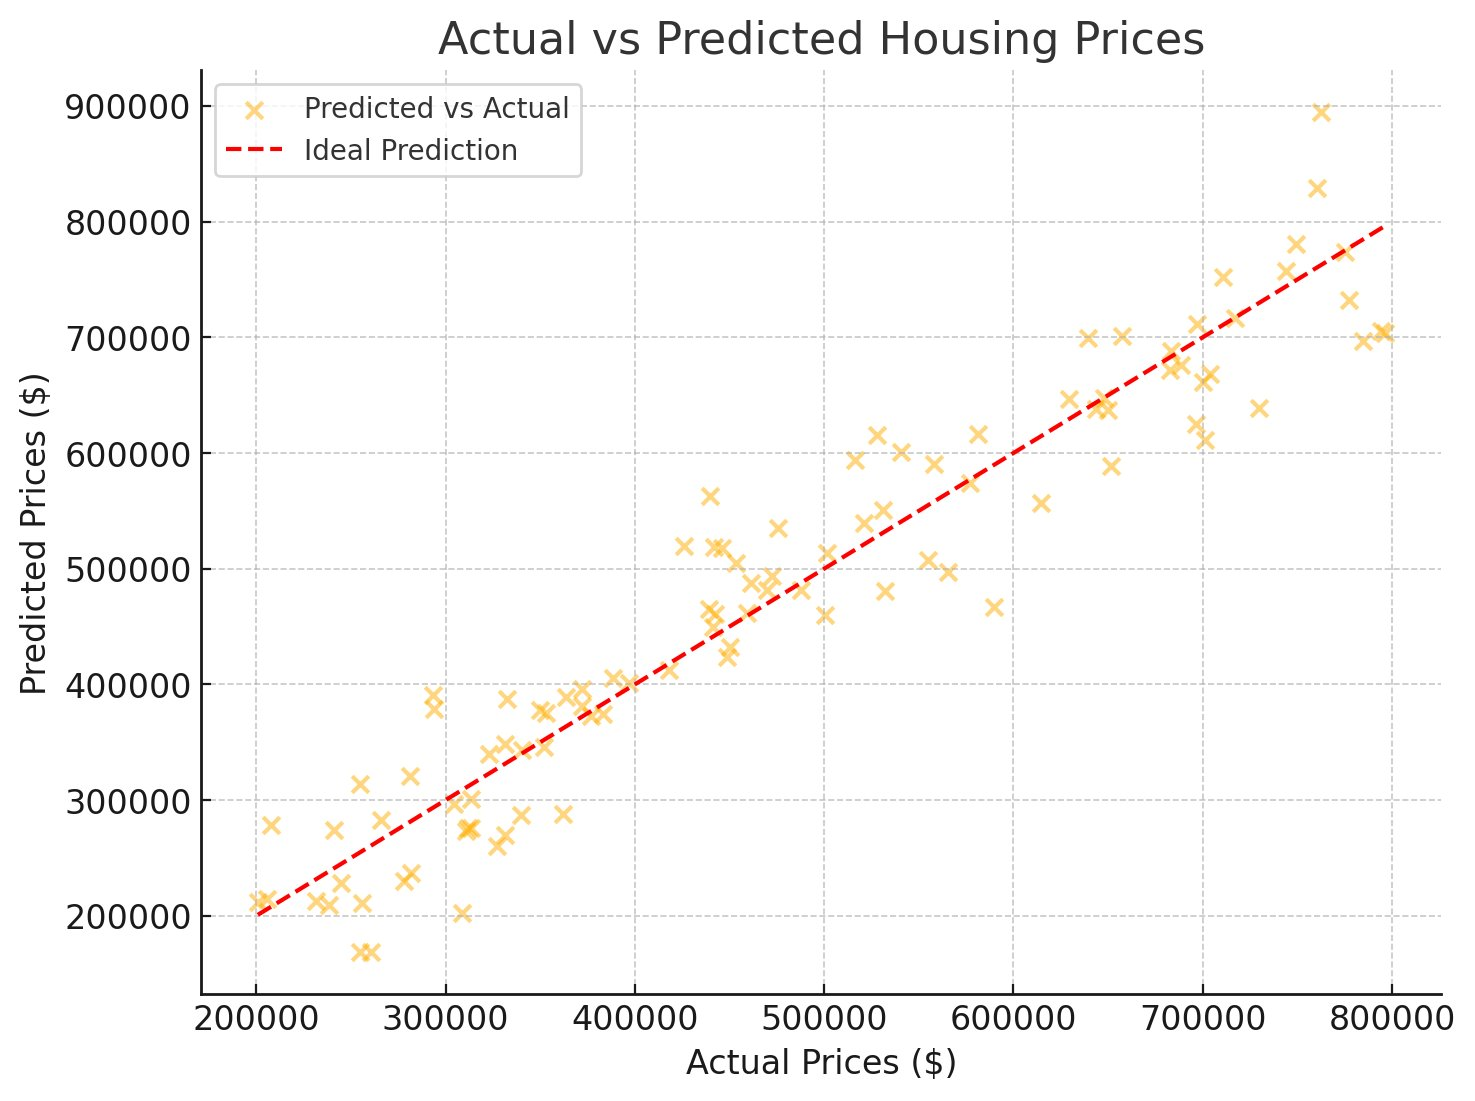 Actual vs Predicted Housing Prices
Predicted vs Actual
Ideal Prediction
Predicted Prices ($)
900000
800000
700000
600000
500000
400000
300000
200000
200000 300000 400000 500000 600000 700000 800000
Actual Prices ($)